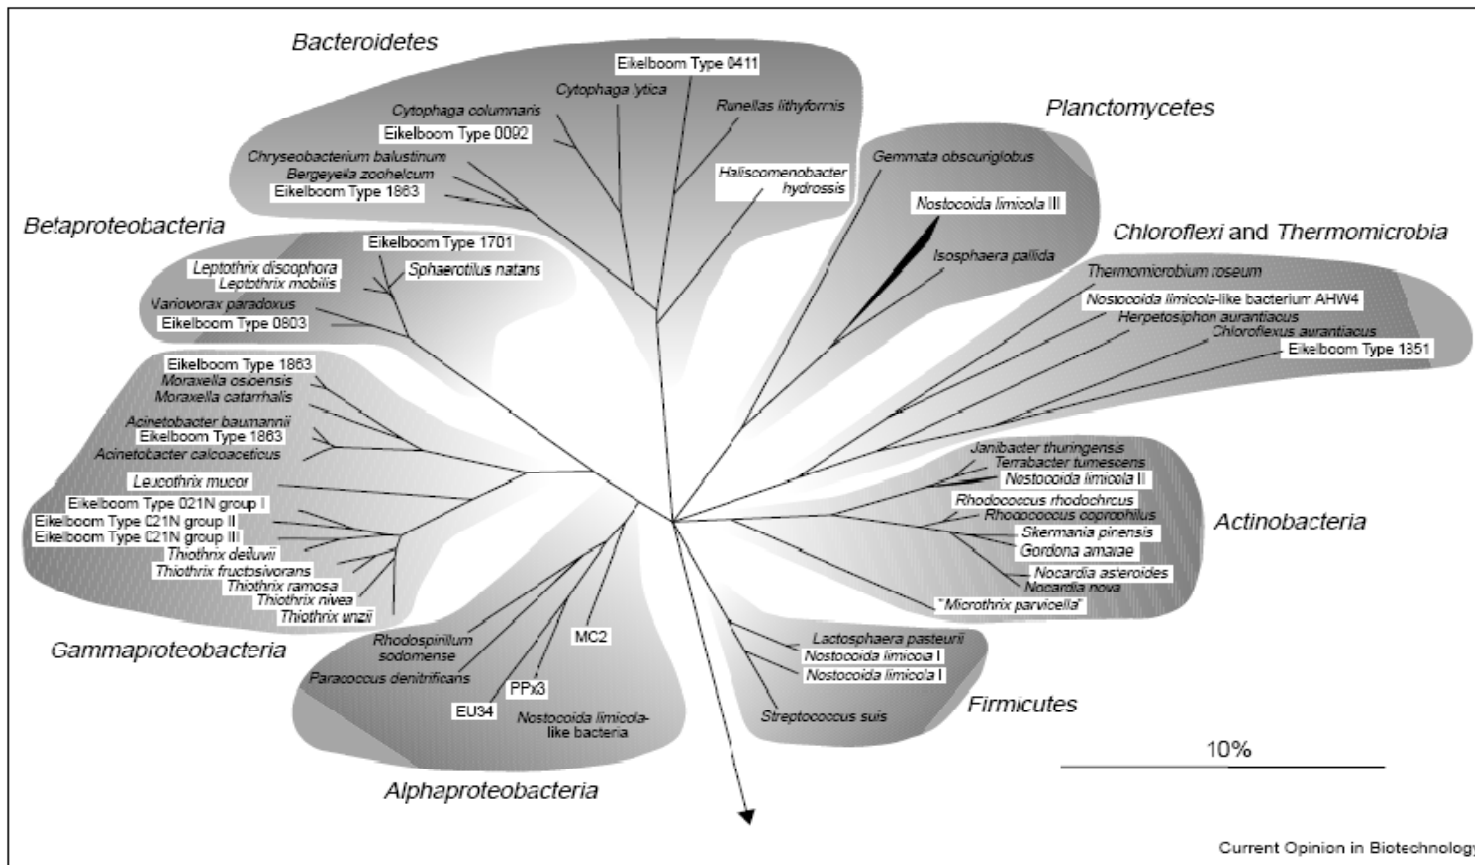 Bacteroidetes
Eikelboom Type 0411
Cytophaga lytica
Cytophaga columnaris
Runellas lithyformis
Eikelboom Type 0092
Chryseobacterium balustinum
Bergeyella zoohelcum
Eikelboom Type 1863
Haliscomenobacter
hydrossis
Planctomycetes
Gemmata obscuriglobus
Nostocoida limicola III
Isosphaera pallida
Chloroflexi and Thermomicrobia
Thermomicrobium roseum
Nostocoida limicola-like bacterium AHW4
Herpetosiphon aurantiacus
Chloroflexus aurantiacus
Eikelboom Type 1851
Betaproteobacteria
Eikelboom Type 1701
Leptothrix discophora
Sphaerotilus natans
Leptothrix mobilis
Variovorax paradoxus
Eikelboom Type 0803
Eikelboom Type 1863
Moraxella osloensis
Moraxella catarrhalis
Acinetobacter baumannii
Eikelboom Type 1863
Acinetobacter calcoaceticus
Leucothrix mucor
Eikelboom Type 021N group I
Eikelboom Type 021N group II
Eikelboom Type 021N group III
Thiothrix defluvii
Thiothrix fructosivorans
Thiothrix ramosa
Thiothrix nivea
Thiothrix unzii
Gammaproteobacteria
Janibacter thuringensis
Terrabacter tumescens
Nostocoida limicola II
Rhodococcus rhodochrous
Rhodococcus coprophilus
Skermania pirensis
Gordona amarae
Nocardia asteroides
Nocardia nova
"Microthrix parvicella"
Actinobacteria
Rhodospirillum
sodomense
Paracoccus denitrificans
MC2
PPx3
EU34
Nostocoida limicola-
like bacteria
Alphaproteobacteria
Lactosphaera pasteurii
Nostocoida limicola I
Nostocoida limicola I
Streptococcus suis
Firmicutes
10%
Current Opinion in Biotechnology